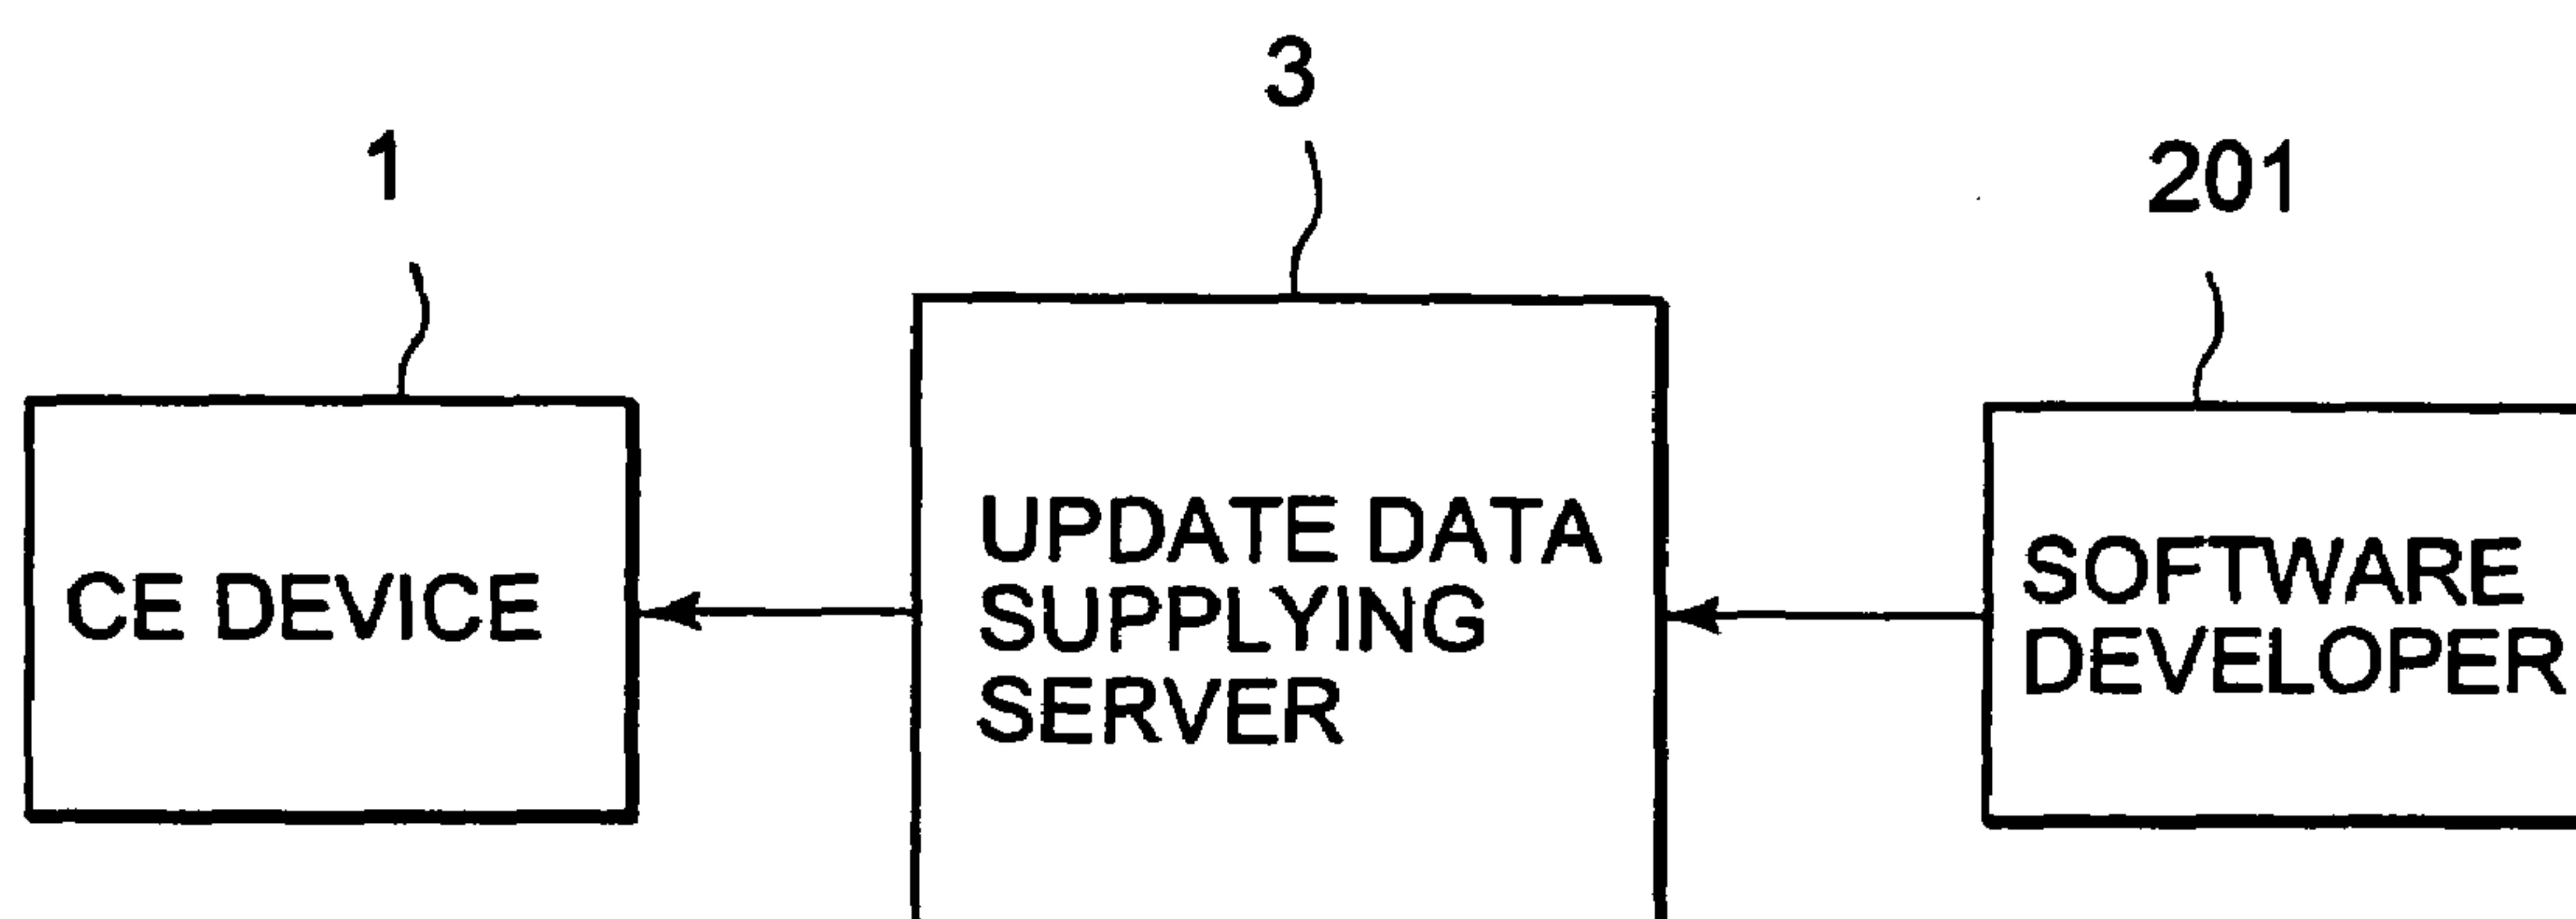 3
1
201
CE DEVICE
UPDATE DATA
SUPPLYING
SERVER
SOFTWARE
DEVELOPER